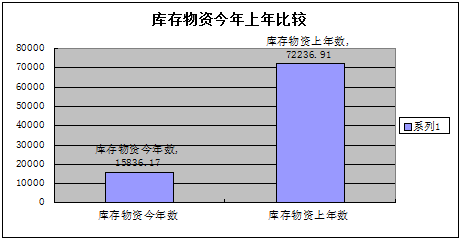 库存物资今年上年比较
80000
70000
60000
50000
40000
30000
20000
10000
0
库存物资今年数,
15836.17
库存物资上年数,
72236.91
库存物资今年数
库存物资上年数
系列1